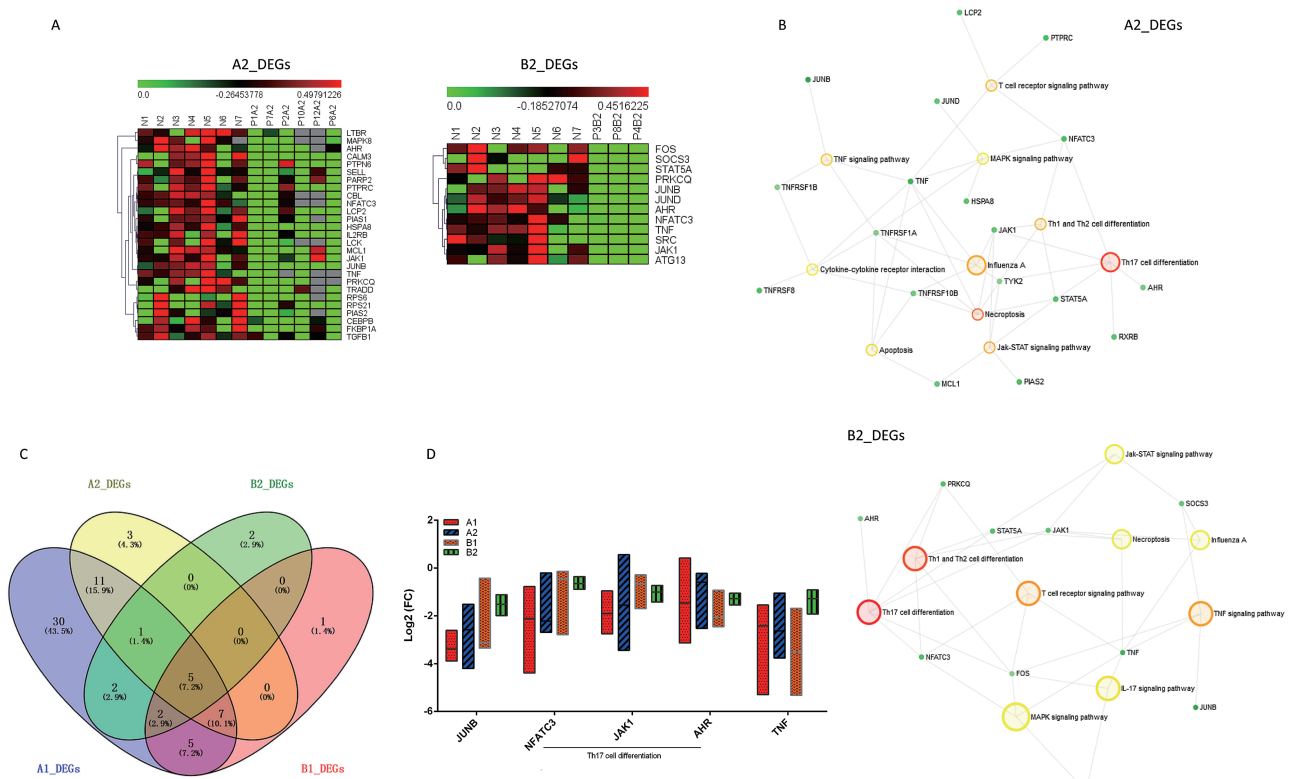 A
A2_DEGs
0.0 -0.26453778 0.49791226
N1 N2 N3 N4 N5 N6 N7 P1A2 P7A2 P2A2 P10A2 P12A2 P6A2
LTBR
MAPK8
AHR
CALM3
PTPN6
SELL
PARP2
PTPRC
CBL
NFATC3
LCP2
PIAS1
HSPA8
IL2RB
LCK
MCL1
JAK1
JUNB
TNF
PRKCQ
TRADD
RPS6
RPS21
PIAS2
CEBPB
FKBP1A
TGFB1
B2_DEGs
0.0 -0.18527074 0.4516225
N1 N2 N3 N4 N5 N6 N7 P3B2 P8B2 P4B2
FOS
SOCS3
STAT5A
PRKCQ
JUNB
JUND
AHR
NFATC3
TNF
SRC
JAK1
ATG13
B
A2_DEGs
LCP2
PTPRC
JUNB
T cell receptor signaling pathway
JUND
NFATC3
TNF signaling pathway
MAPK signaling pathway
TNFRSF1B
TNF
HSPA8
TNFRSF1A
JAK1
Th1 and Th2 cell differentiation
Cytokine-cytokine receptor interaction
Influenza A
Th17 cell differentiation
TNFRSF8
TNFRSF10B
TYK2
STAT5A
AHR
Necroptosis
RXRB
Apoptosis
Jak-STAT signaling pathway
MCL1
PIAS2
B2_DEGs
Jak-STAT signaling pathway
PRKCQ
SOCS3
AHR
STAT5A
JAK1
Necroptosis
Influenza A
Th1 and Th2 cell differentiation
T cell receptor signaling pathway
Th17 cell differentiation
TNF signaling pathway
NFATC3
TNF
FOS
IL-17 signaling pathway
JUNB
MAPK signaling pathway
C
A2_DEGs
B2_DEGs
3
(4.3%)
2
(2.9%)
11
(15.9%)
0
(0%)
0
(0%)
30
(43.5%)
1
(1.4%)
0
(0%)
1
(1.4%)
5
(7.2%)
2
(2.9%)
0
(0%)
2
(2.9%)
7
(10.1%)
5
(7.2%)
A1_DEGs
B1_DEGs
D
Log2 (FC)
2
0
-2
-4
-6
A1
A2
B1
B2
JUNB
NFATC3
JAK1
AHR
TNF
Th17 cell differentiation